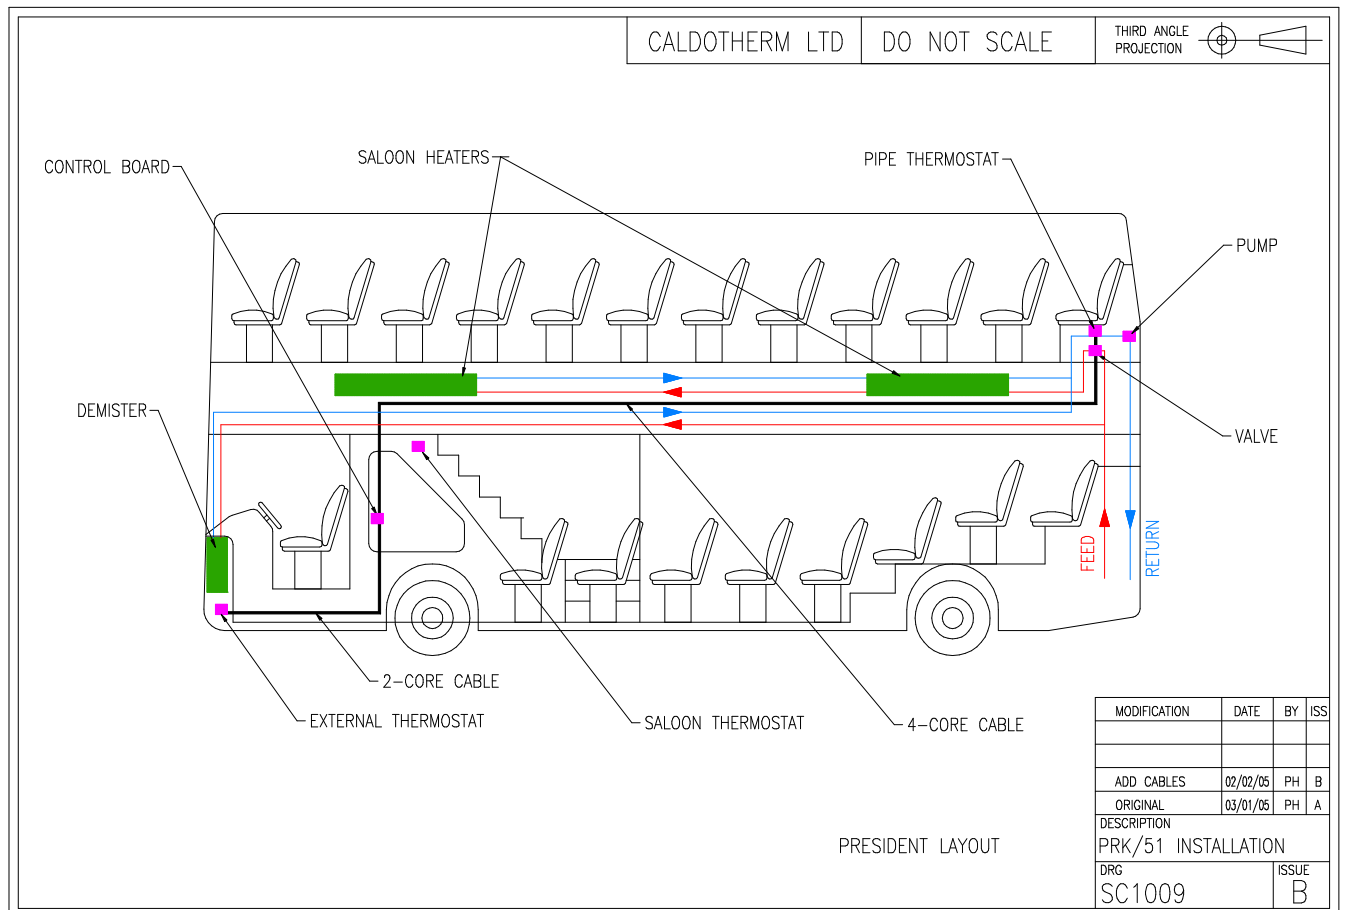 CALDOTHERM LTD
DO NOT SCALE
THIRD ANGLE
PROJECTION
CONTROL BOARD
SALOON HEATERS
PIPE THERMOSTAT
PUMP
DEMISTER
VALVE
FEED
RETURN
2-CORE CABLE
EXTERNAL THERMOSTAT
SALOON THERMOSTAT
4-CORE CABLE
MODIFICATION DATE BY ISS
ADD CABLES 02/02/05 PH B
ORIGINAL 03/01/05 PH A
DESCRIPTION
PRK/51 INSTALLATION
PRESIDENT LAYOUT
DRG
SC1009
ISSUE
B